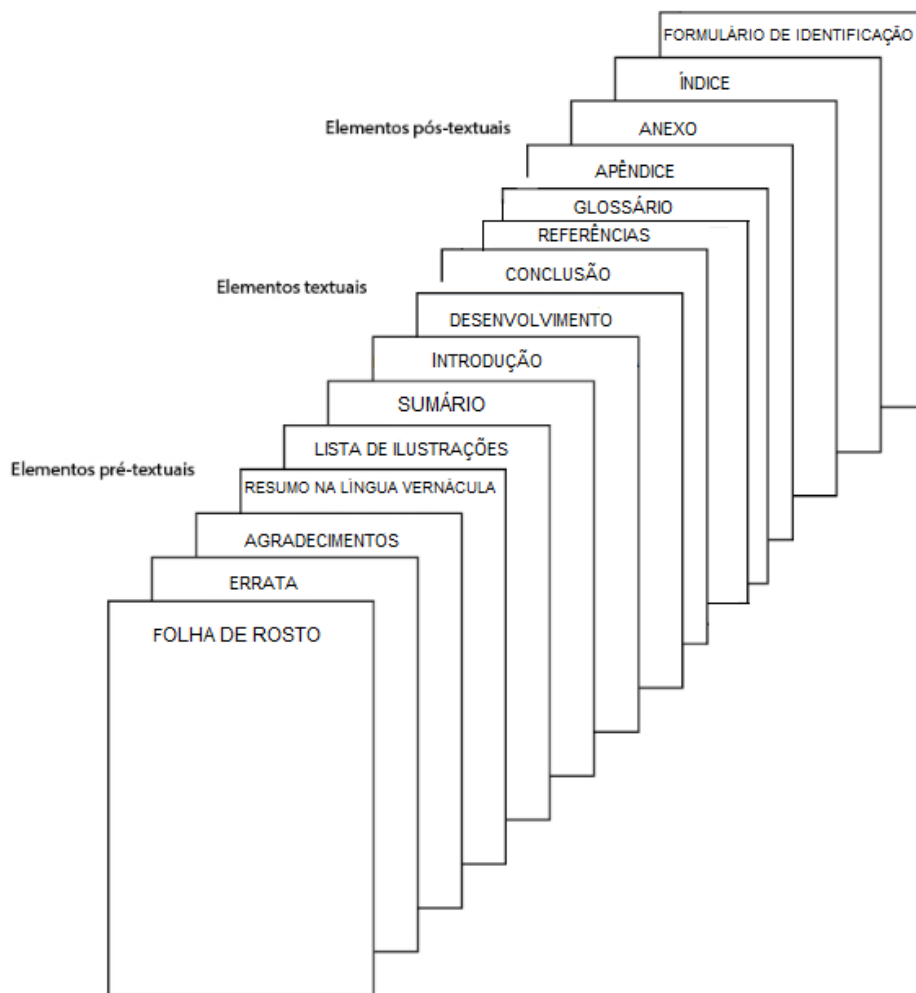 FORMULÁRIO DE IDENTIFICAÇÃO
ÍNDICE
Elementos pós-textuais
ANEXO
APÊNDICE
GLOSSÁRIO
REFERÊNCIAS
CONCLUSÃO
Elementos textuais
DESENVOLVIMENTO
INTRODUÇÃO
SUMÁRIO
LISTA DE ILUSTRAÇÕES
Elementos pré-textuais
RESUMO NA LÍNGUA VERNÁCULA
AGRADECIMENTOS
ERRATA
FOLHA DE ROSTO